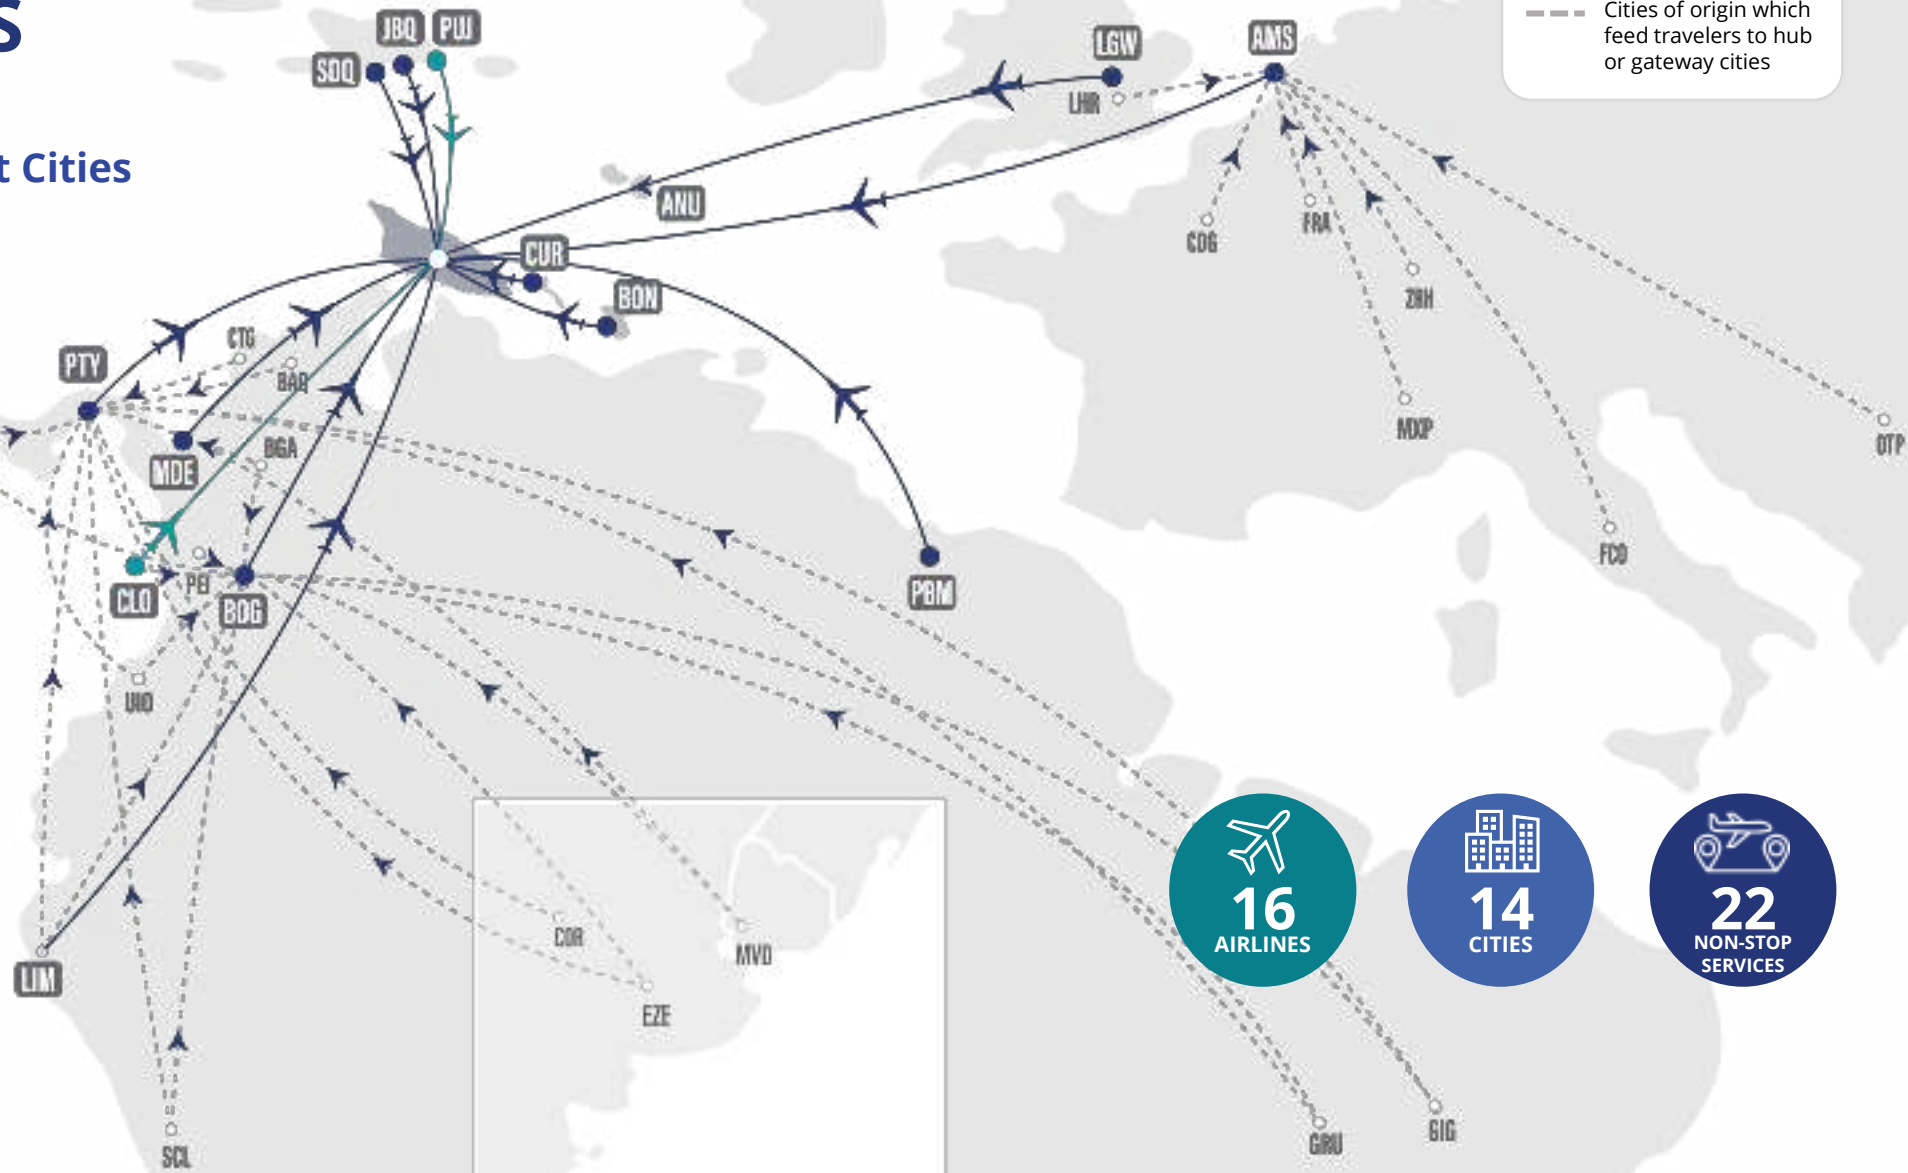 S
t Cities
Cities of origin which
feed travelers to hub
or gateway cities
JBQ
PUJ
SDQ
LGW
AMS
LHR
ANU
CDG
FRA
CUR
BON
ZRH
CTG
BAQ
PTY
MXP
OTP
MDE
BGA
FCO
CLO
PEI
BOG
PBM
UIO
LIM
COR
MVD
EZE
SCL
GRU
GIG
16
AIRLINES
14
CITIES
22
NON-STOP
SERVICES